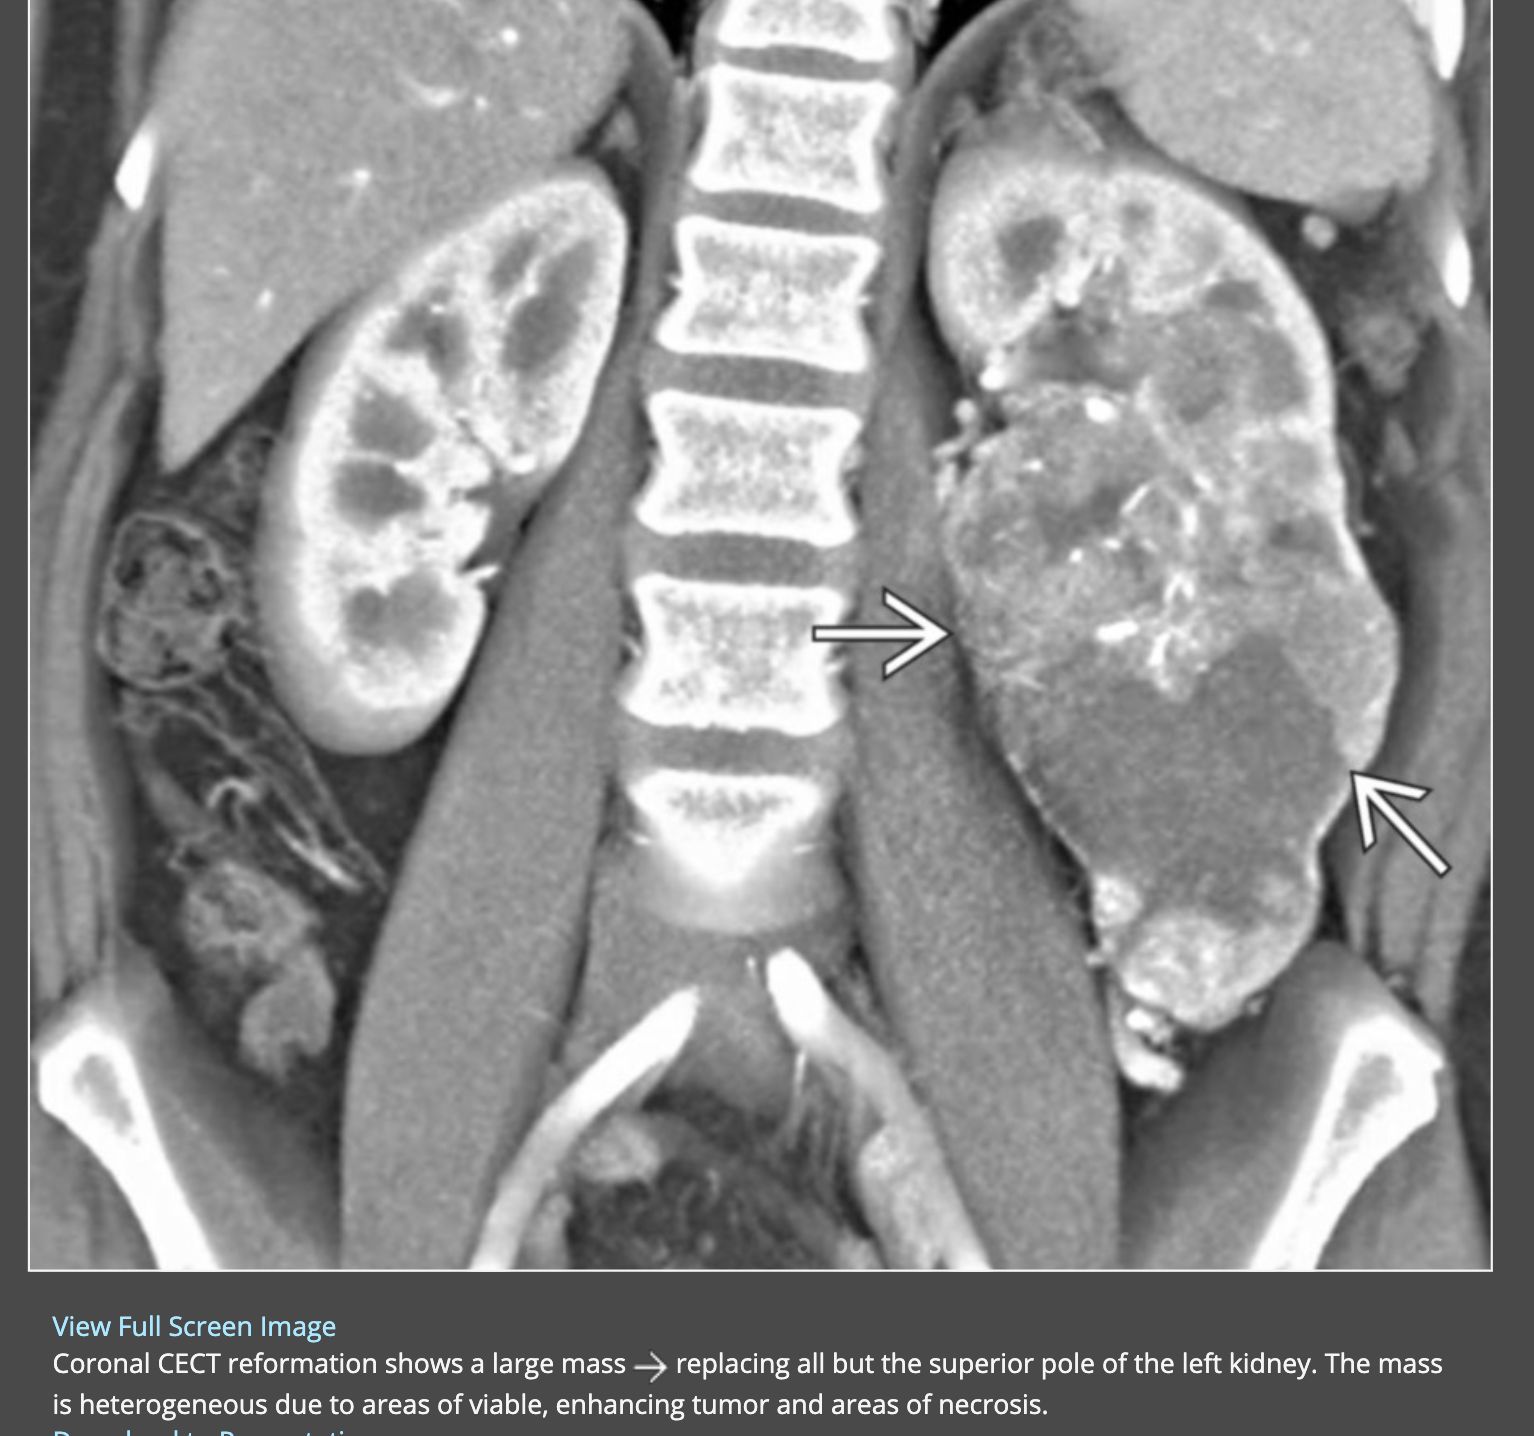 View Full Screen Image
Coronal CECT reformation shows a large mass → replacing all but the superior pole of the left kidney. The mass
is heterogeneous due to areas of viable, enhancing tumor and areas of necrosis.